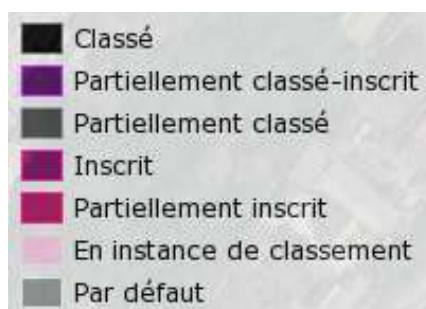 Classé
Partiellement classé-inscrit
Partiellement classé
Inscrit
Partiellement inscrit
En instance de classement
Par défaut